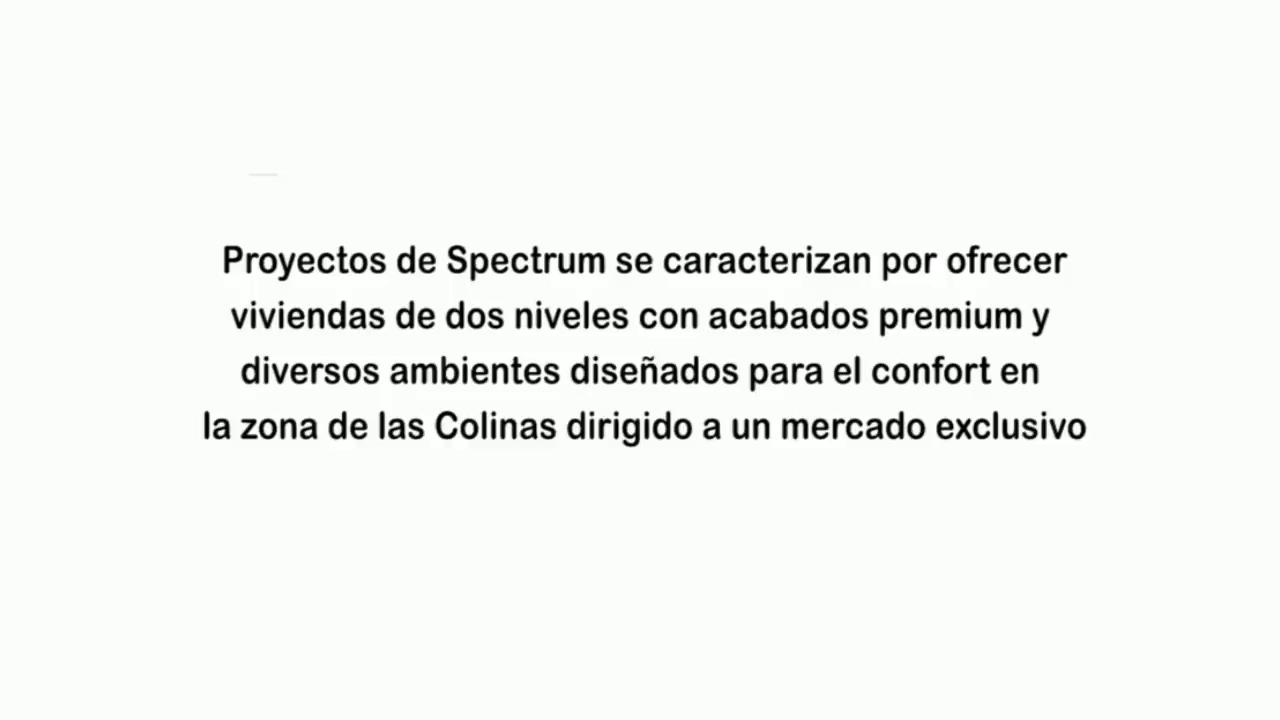 Proyectos de Spectrum se caracterizan por ofrecer
viviendas de dos niveles con acabados premium y
diversos ambientes diseñados para el confort en
la zona de las Colinas dirigido a un mercado exclusivo